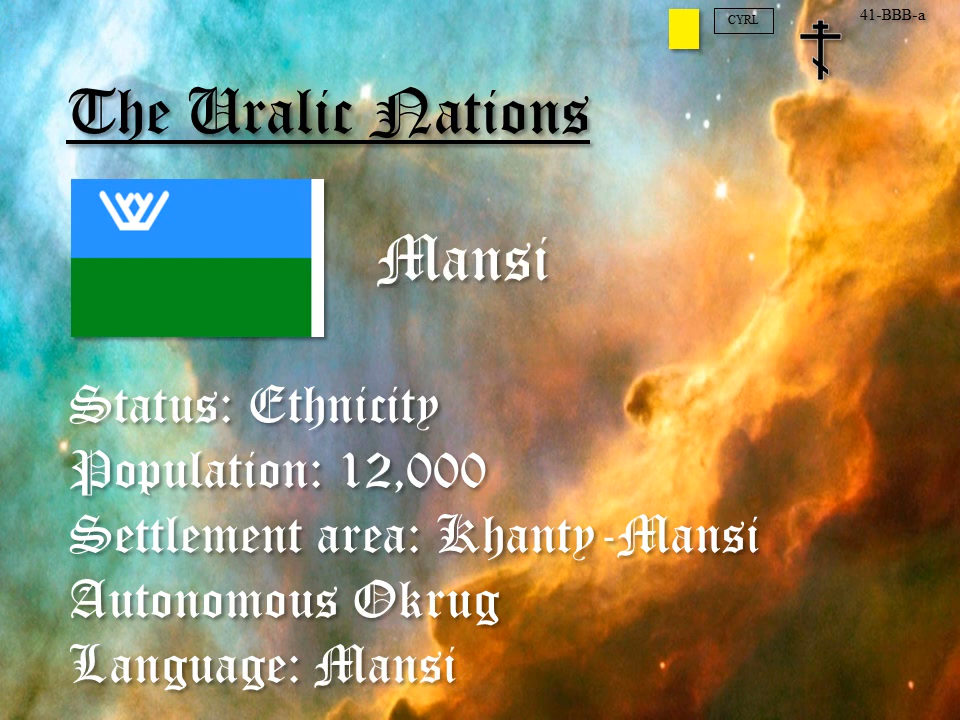 CYRL
41-BBB-a
The Uralic Nations
Mansi
Status: Ethnicity
Population: 12,000
Settlement area: Khanty-Mansi
Autonomous Okrug
Language: Mansi